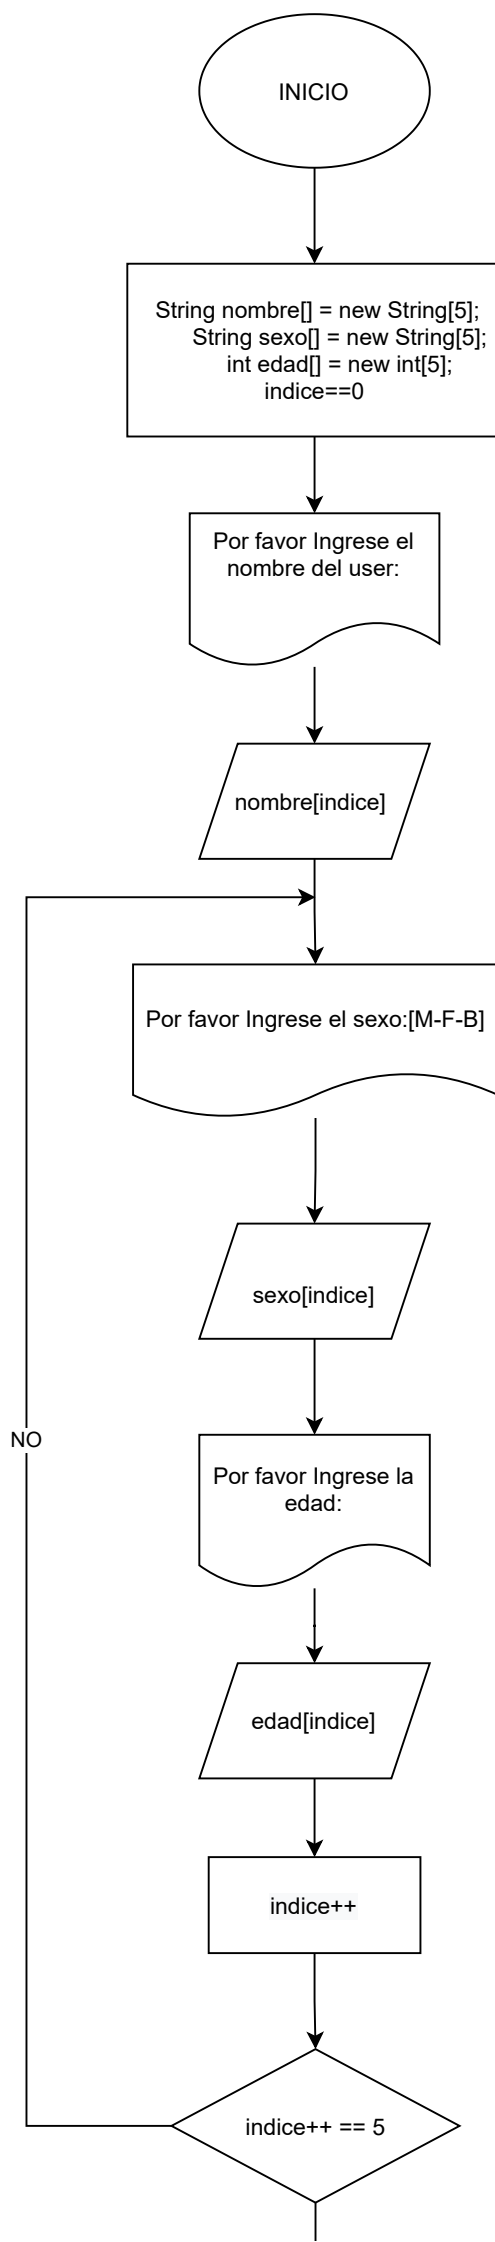 INICIO
String nombre[] = new String[5];
String sexo[] = new String[5];
int edad[] = new int[5];
indice==0
Por favor Ingrese el
nombre del user:
nombre[indice]
Por favor Ingrese el sexo:[M-F-B]
sexo[indice]
NO
Por favor Ingrese la
edad:
edad[indice]
indice++
indice++ == 5